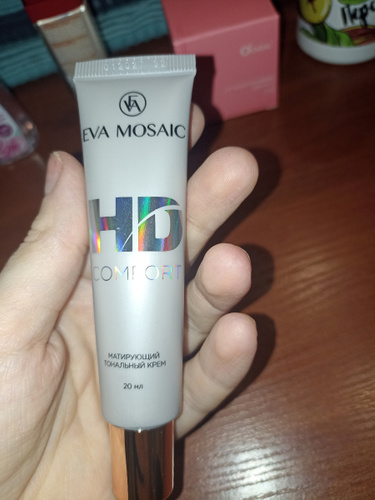 EVA MOSAIC
HD
COMFORT
МАТИРУЮЩИЙ
ТОНАЛЬНЫЙ КРЕМ
20 мл